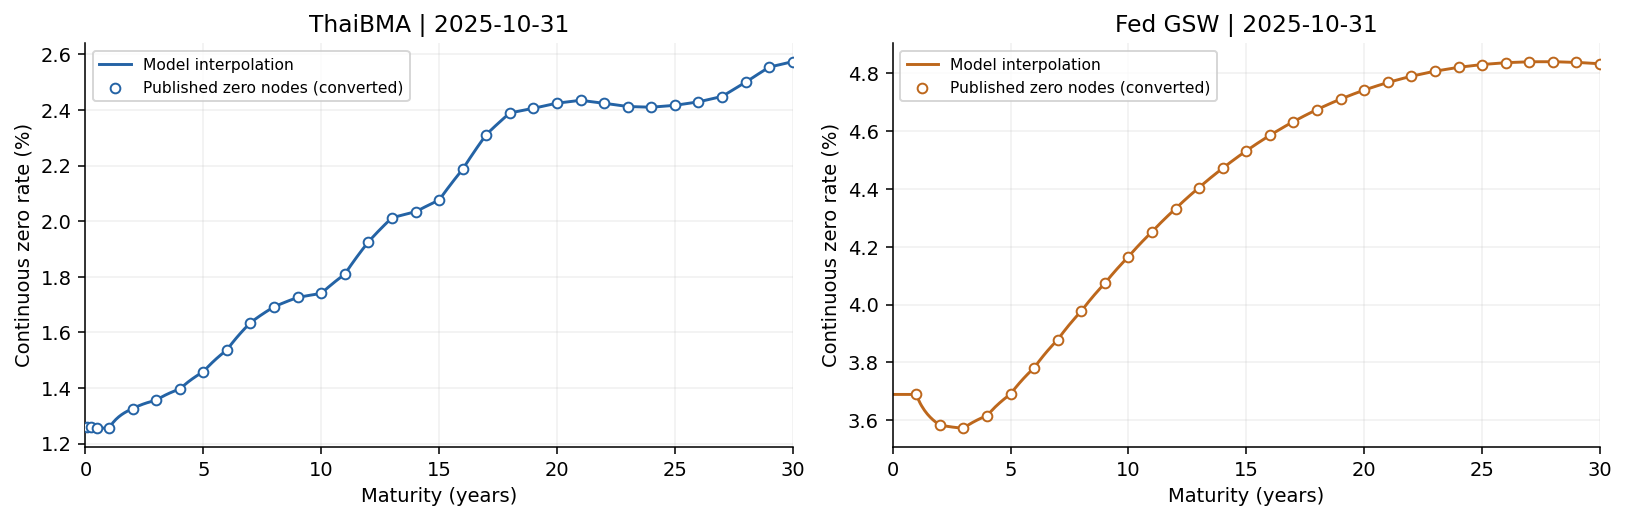 ThaiBMA | 2025-10-31
Continuous zero rate (%)
2.6
2.4
2.2
2.0
1.8
1.6
1.4
1.2
Model interpolation
Published zero nodes (converted)
0 5 10 15 20 25 30
Maturity (years)
Fed GSW | 2025-10-31
Continuous zero rate (%)
4.8
4.6
4.4
4.2
4.0
3.8
3.6
Model interpolation
Published zero nodes (converted)
0 5 10 15 20 25 30
Maturity (years)